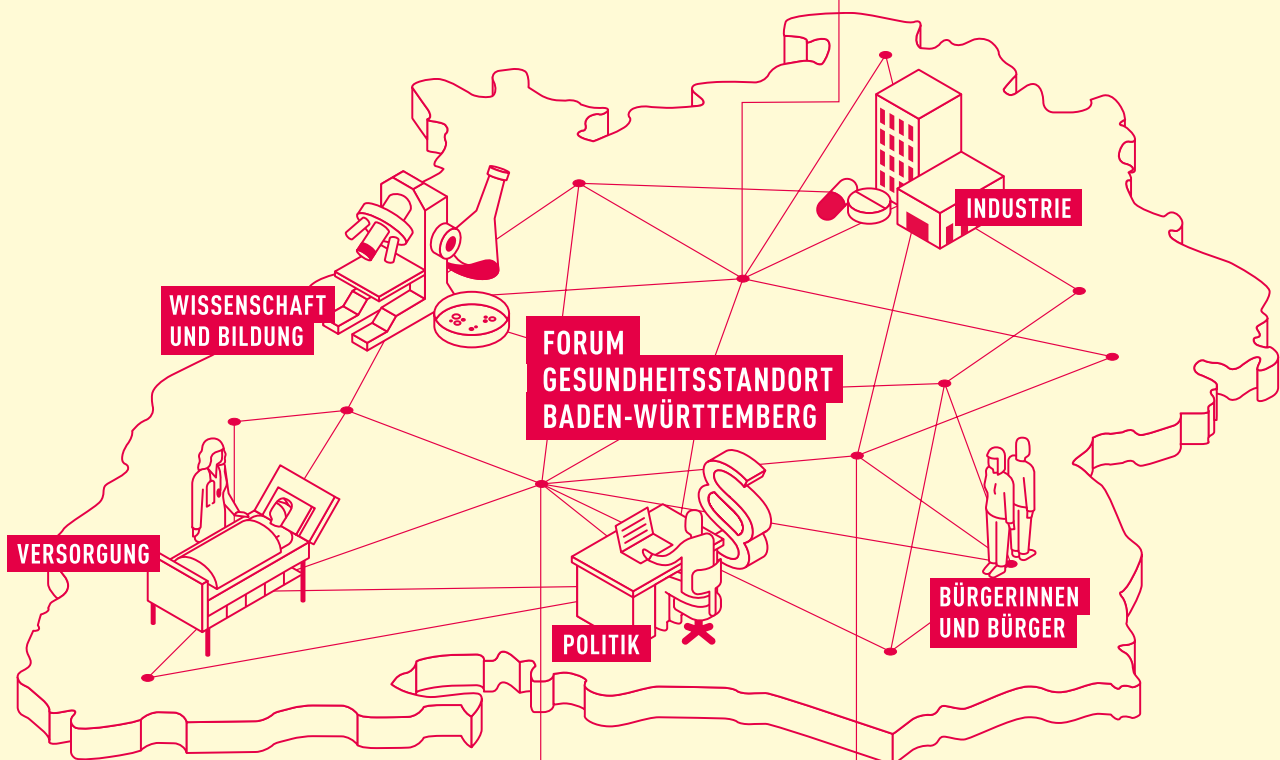 INDUSTRIE
WISSENSCHAFT
UND BILDUNG
FORUM
GESUNDHEITSSTANDORT
BADEN-WÜRTTEMBERG
VERSORGUNG
BÜRGERINNEN
UND BÜRGER
POLITIK